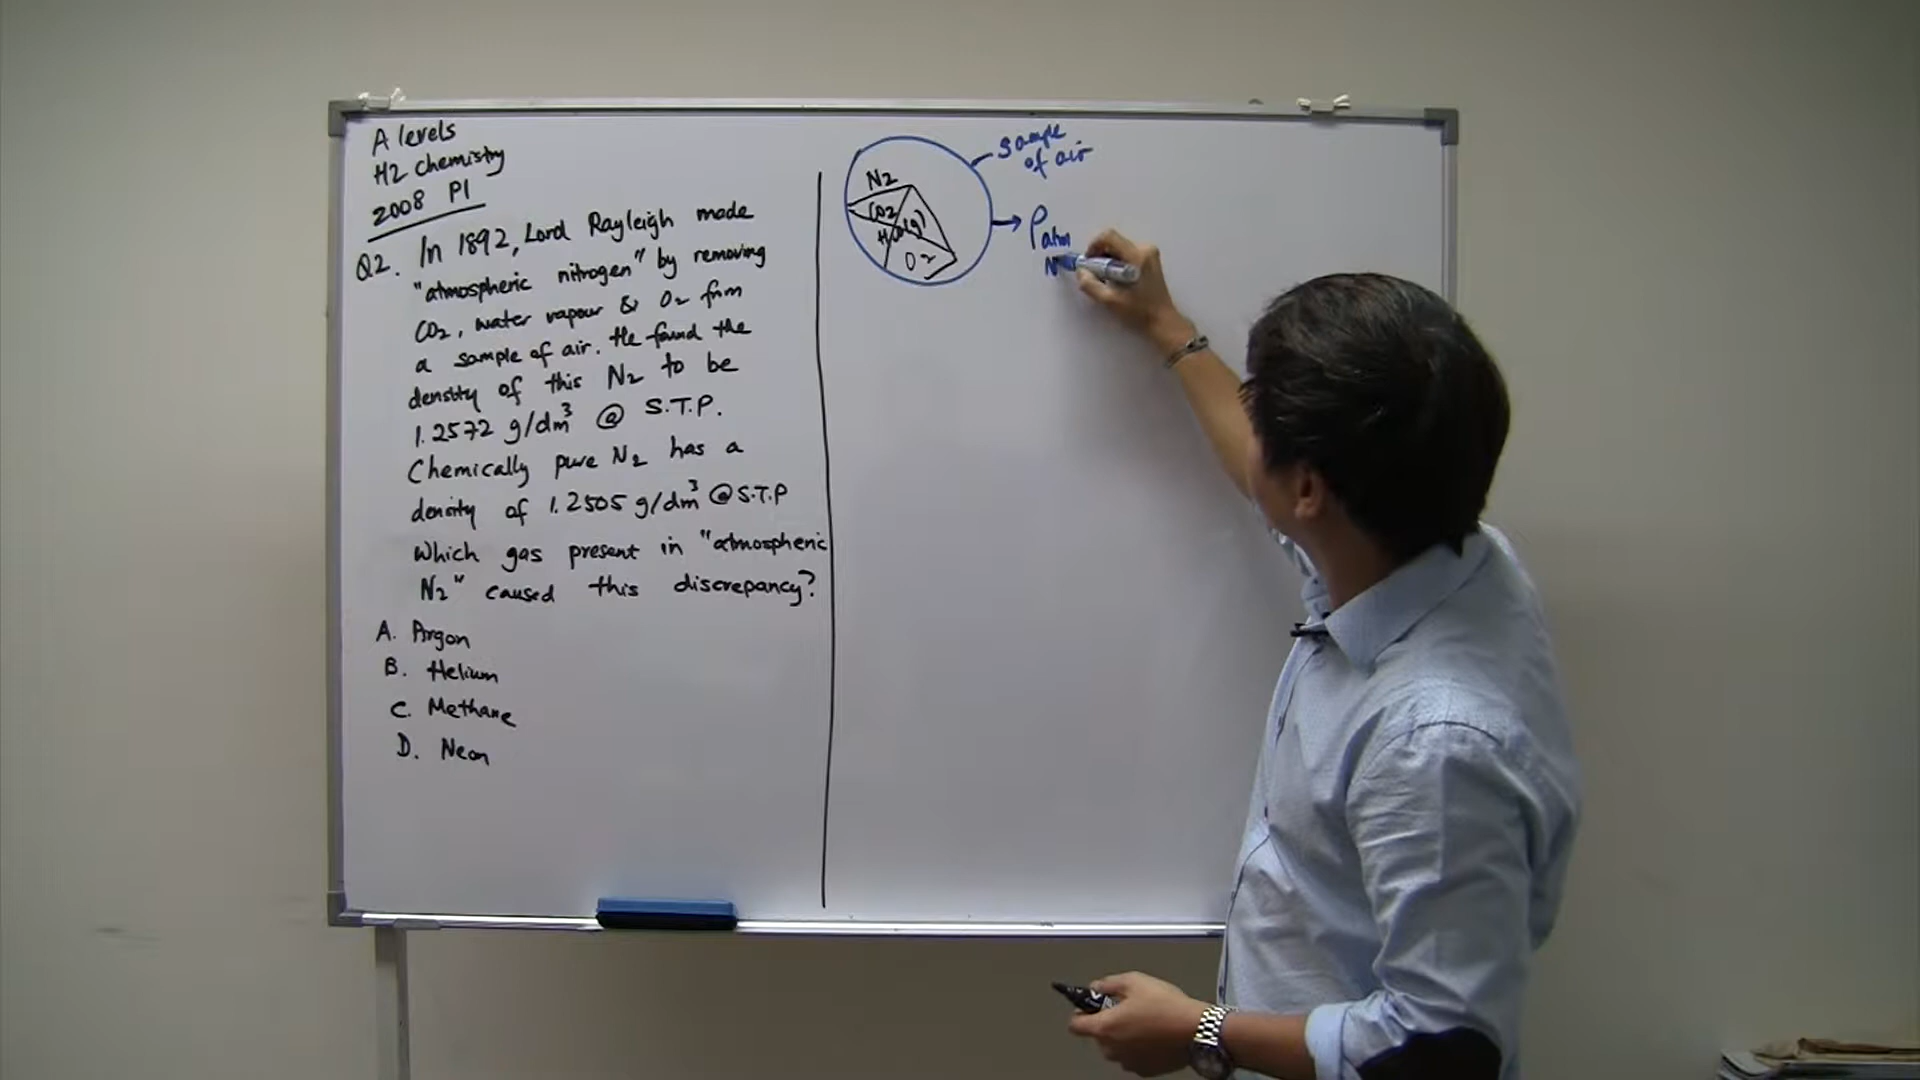 A levels
H2 Chemistry
2008 P1
Q2. In 1892, Lord Rayleigh made
"atmospheric nitrogen" by removing
CO2, water vapour & O2 from
a sample of air. He found the
density of this N2 to be
1.2572 g/dm³ @ S.T.P.
Chemically pure N2 has a
density of 1.2505 g/dm³ @ S.T.P
Which gas present in "atmospheric
N2" caused this discrepancy?
A. Argon
B. Helium
C. Methane
D. Neon
Sample
of air
N2
CO2
H2O(g)
O2
ρatm
N